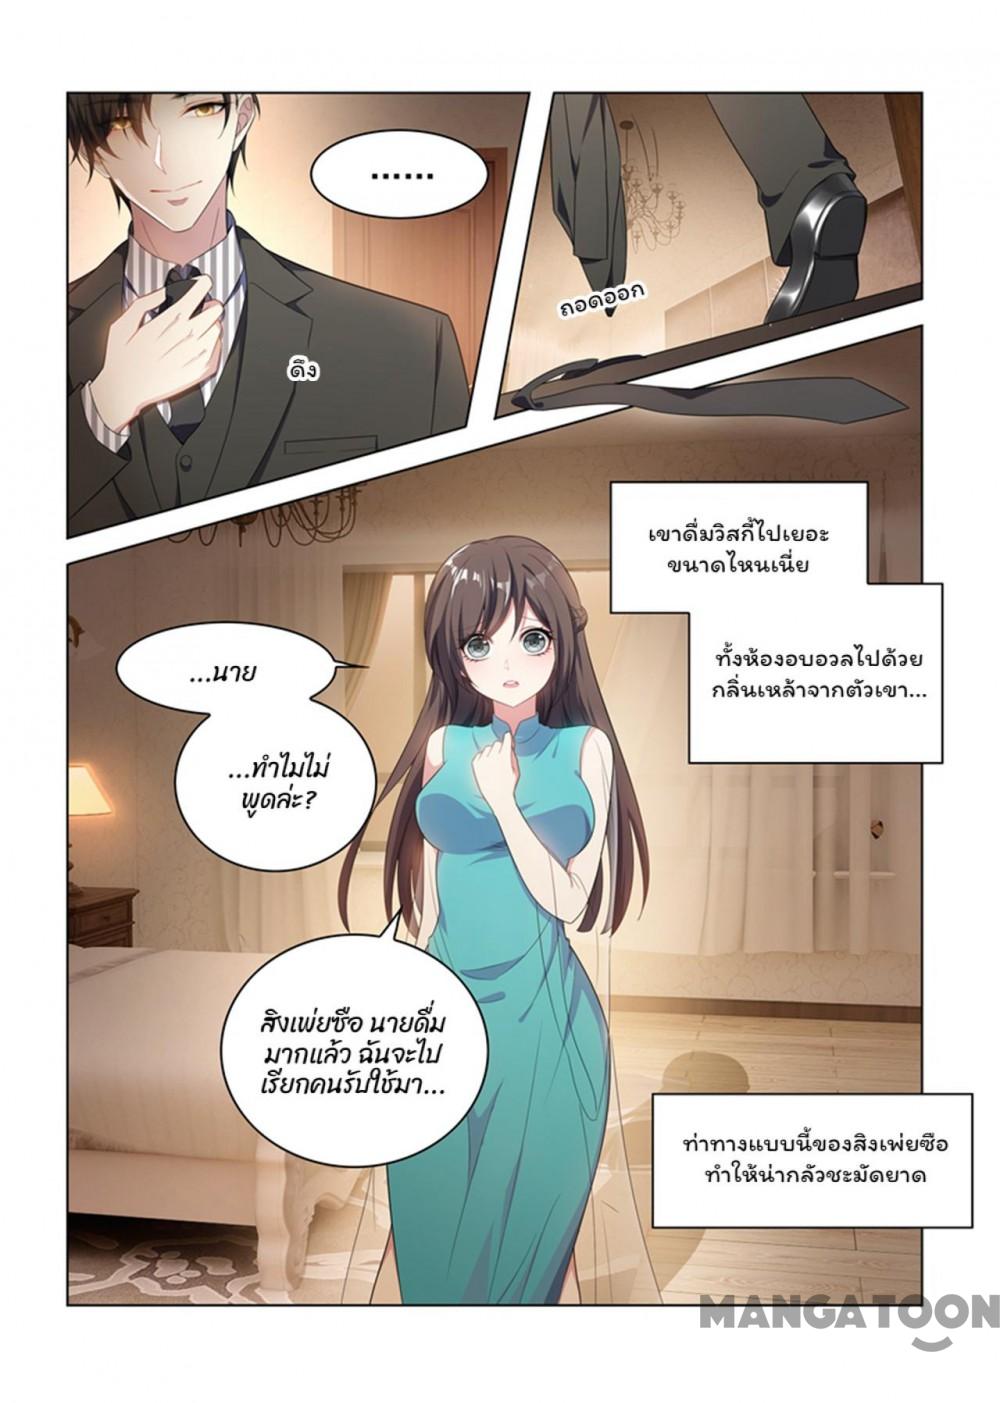 ......
ดึง
ถอดออก
เขาดื่มวิสกี้ไปเยอะ
ขนาดไหนเนี่ย
ทั้งห้องอบอวลไปด้วย
กลิ่นเหล้าจากตัวเขา...
...นาย
...ทำไมไม่
พูดล่ะ?
สิงเพ่ยซือ นายดื่ม
มากแล้ว ฉันจะไป
เรียกคนรับใช้มา...
ท่าทางแบบนี้ของสิงเพ่ยซือ
ทำให้น่ากลัวชะมัดยาด
MANGATOON